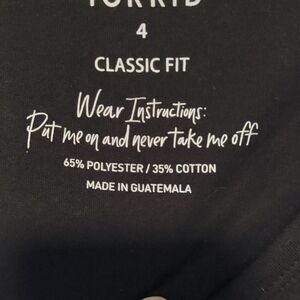 TORRID
4
CLASSIC FIT
Wear Instructions:
Put me on and never take me off
65% POLYESTER / 35% COTTON
MADE IN GUATEMALA